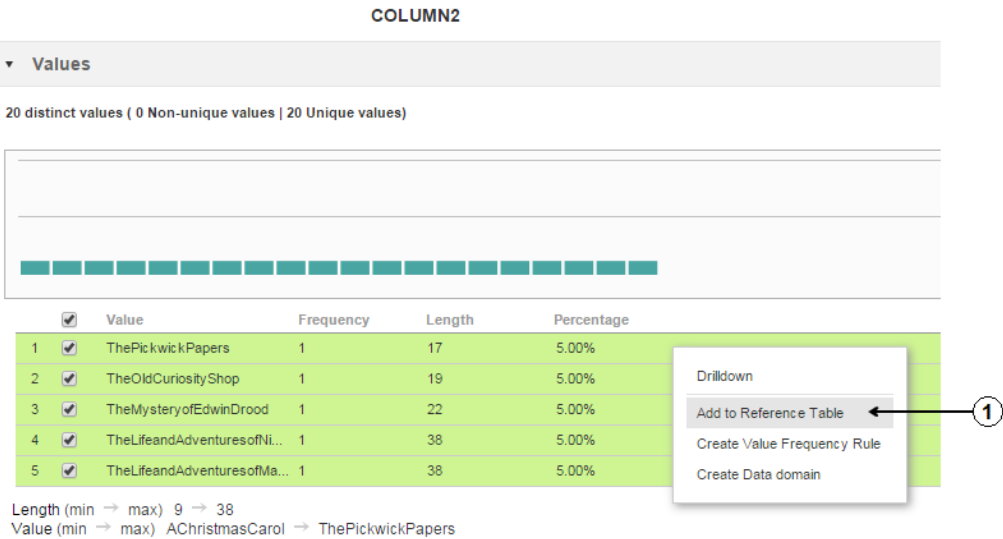 COLUMN2
Values
20 distinct values ( 0 Non-unique values | 20 Unique values)
Value Frequency Length Percentage
1 ThePickwickPapers 1 17 5.00%
2 TheOldCuriosityShop 1 19 5.00%
3 TheMysteryofEdwinDrood 1 22 5.00%
4 TheLifeandAdventuresofNi... 1 38 5.00%
5 TheLifeandAdventuresofMa... 1 38 5.00%
Drilldown
Add to Reference Table
1
Create Value Frequency Rule
Create Data domain
Length (min → max) 9 → 38
Value (min → max) AChristmasCarol → ThePickwickPapers